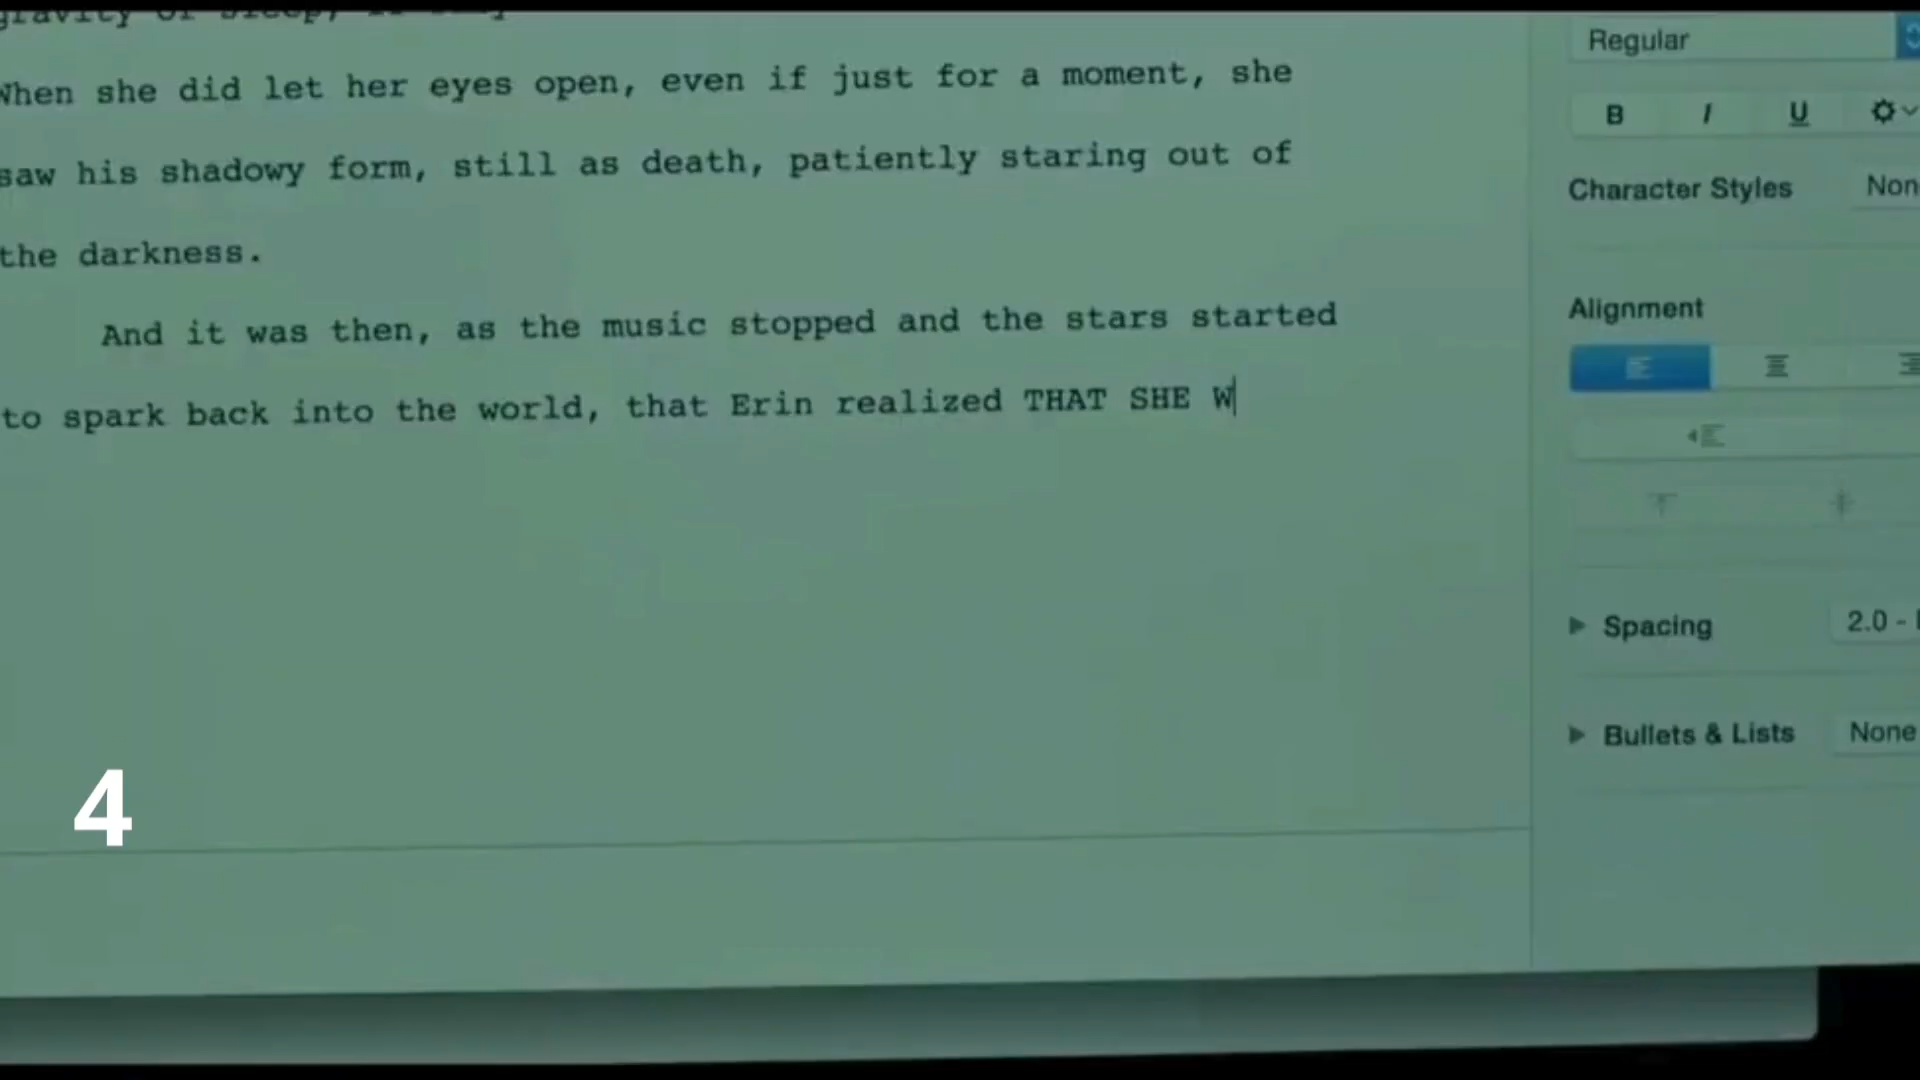 When she did let her eyes open, even if just for a moment, she
saw his shadowy form, still as death, patiently staring out of
the darkness.
And it was then, as the music stopped and the stars started
to spark back into the world, that Erin realized THAT SHE W
4
Regular
B I U
Character Styles
Alignment
Spacing 2.0 -
Bullets & Lists None